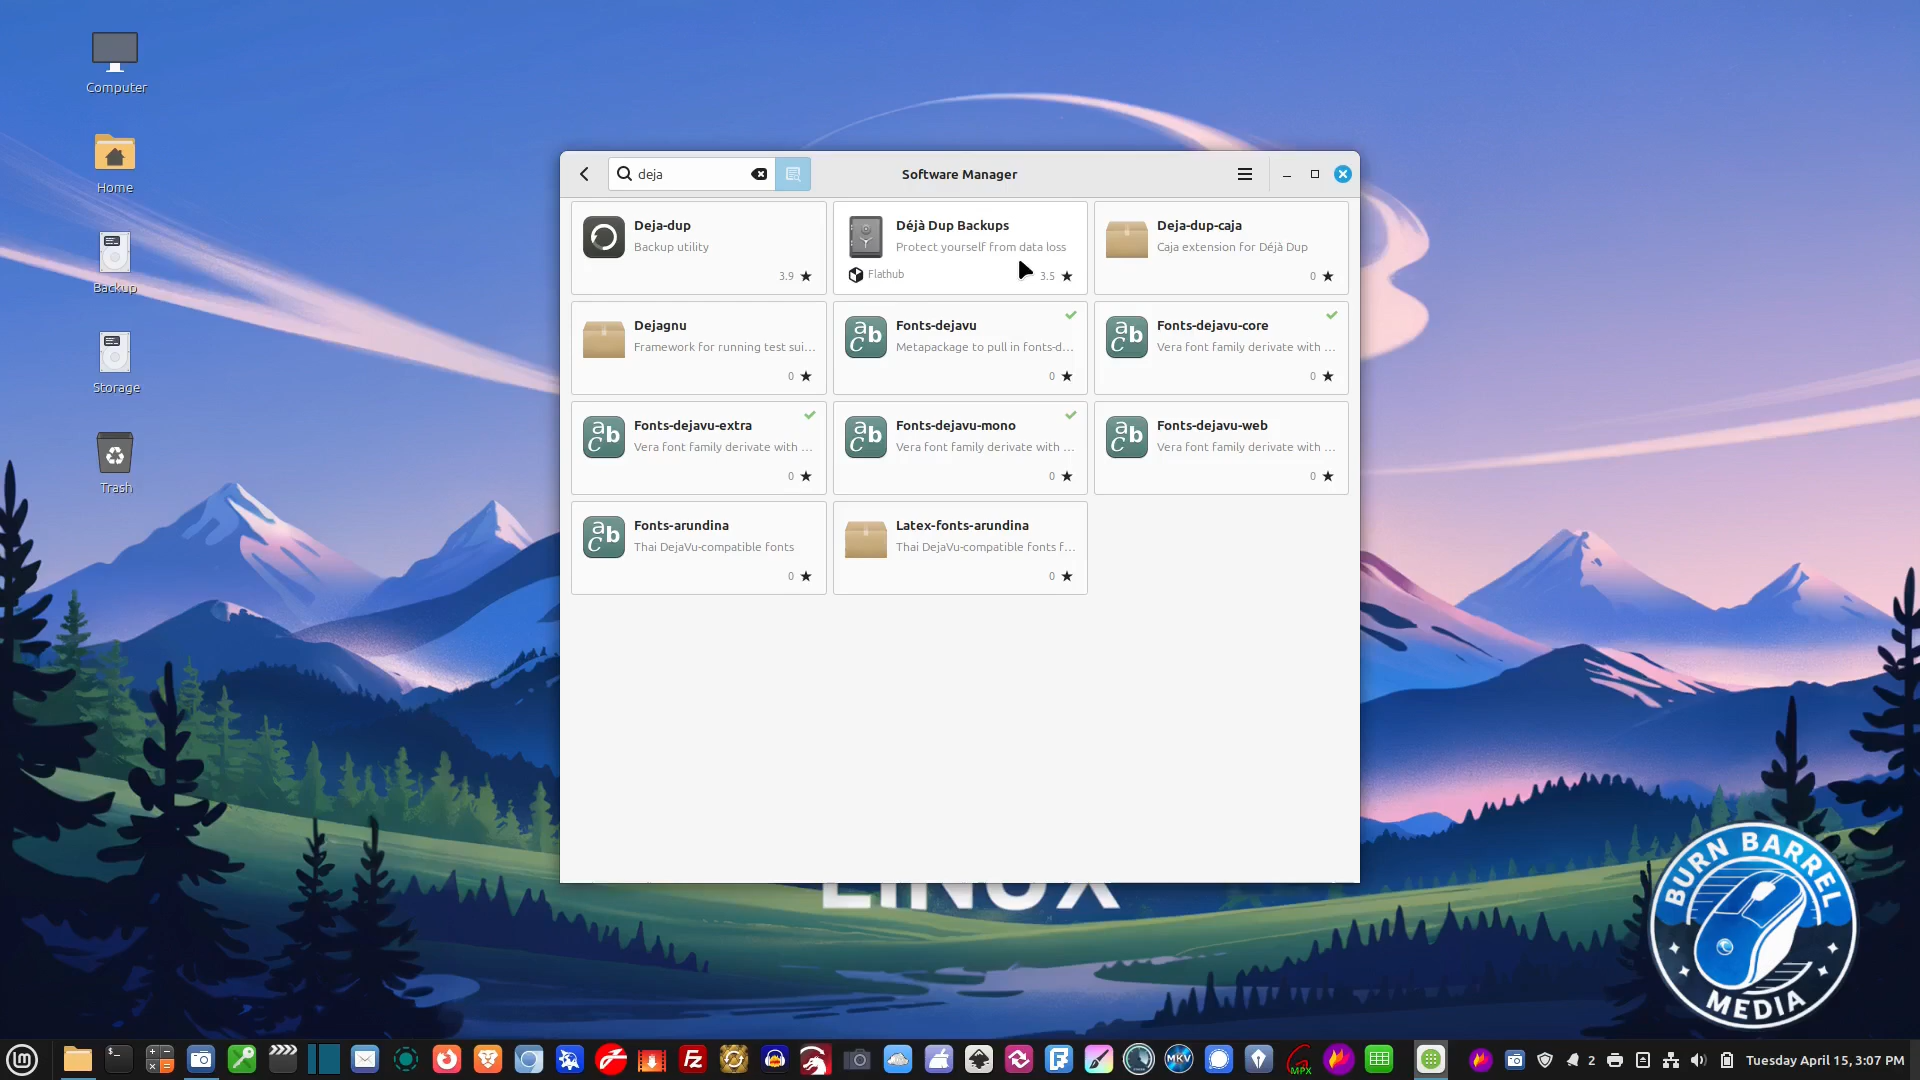 Computer
Home
Backup
Storage
Trash
deja
Software Manager
Deja-dup
Backup utility
3.9
Déjà Dup Backups
Protect yourself from data loss
Flathub
3.5
Deja-dup-caja
Caja extension for Déjà Dup
0
Dejagnu
Framework for running test sui...
0
Fonts-dejavu
Metapackage to pull in fonts-d...
0
Fonts-dejavu-core
Vera font family derivate with ...
0
Fonts-dejavu-extra
Vera font family derivate with ...
0
Fonts-dejavu-mono
Vera font family derivate with ...
0
Fonts-dejavu-web
Vera font family derivate with ...
0
Fonts-arundina
Thai DejaVu-compatible fonts
0
Latex-fonts-arundina
Thai DejaVu-compatible fonts f...
0
LINUX
BURN BARREL
MEDIA
FZ
MKV
MPX
2
Tuesday April 15, 3:07 PM